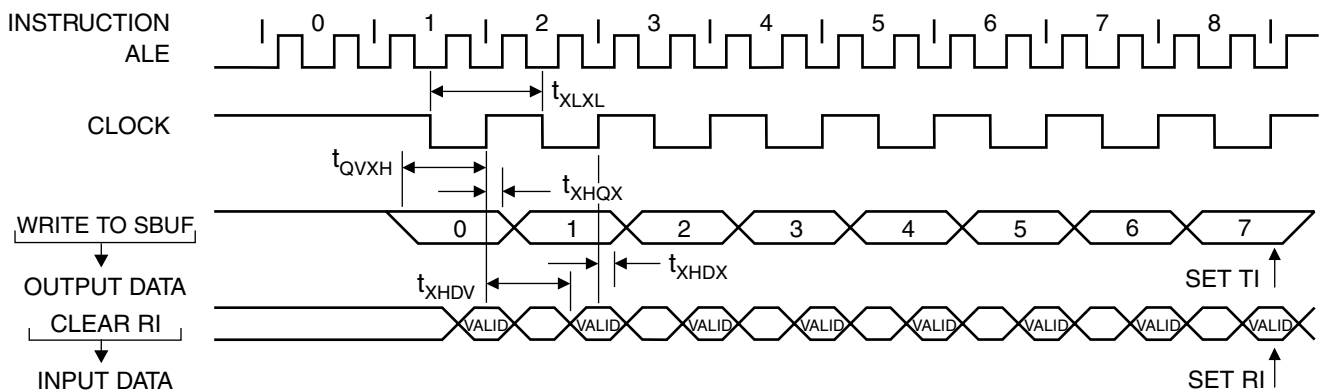 INSTRUCTION 0 1 2 3 4 5 6 7 8
ALE
tXLXL
CLOCK
tQVXH
tXHQX
WRITE TO SBUF
0 1 2 3 4 5 6 7
tXHDX
SET TI
OUTPUT DATA
tXHDV
CLEAR RI
VALID VALID VALID VALID VALID VALID VALID VALID
INPUT DATA
SET RI